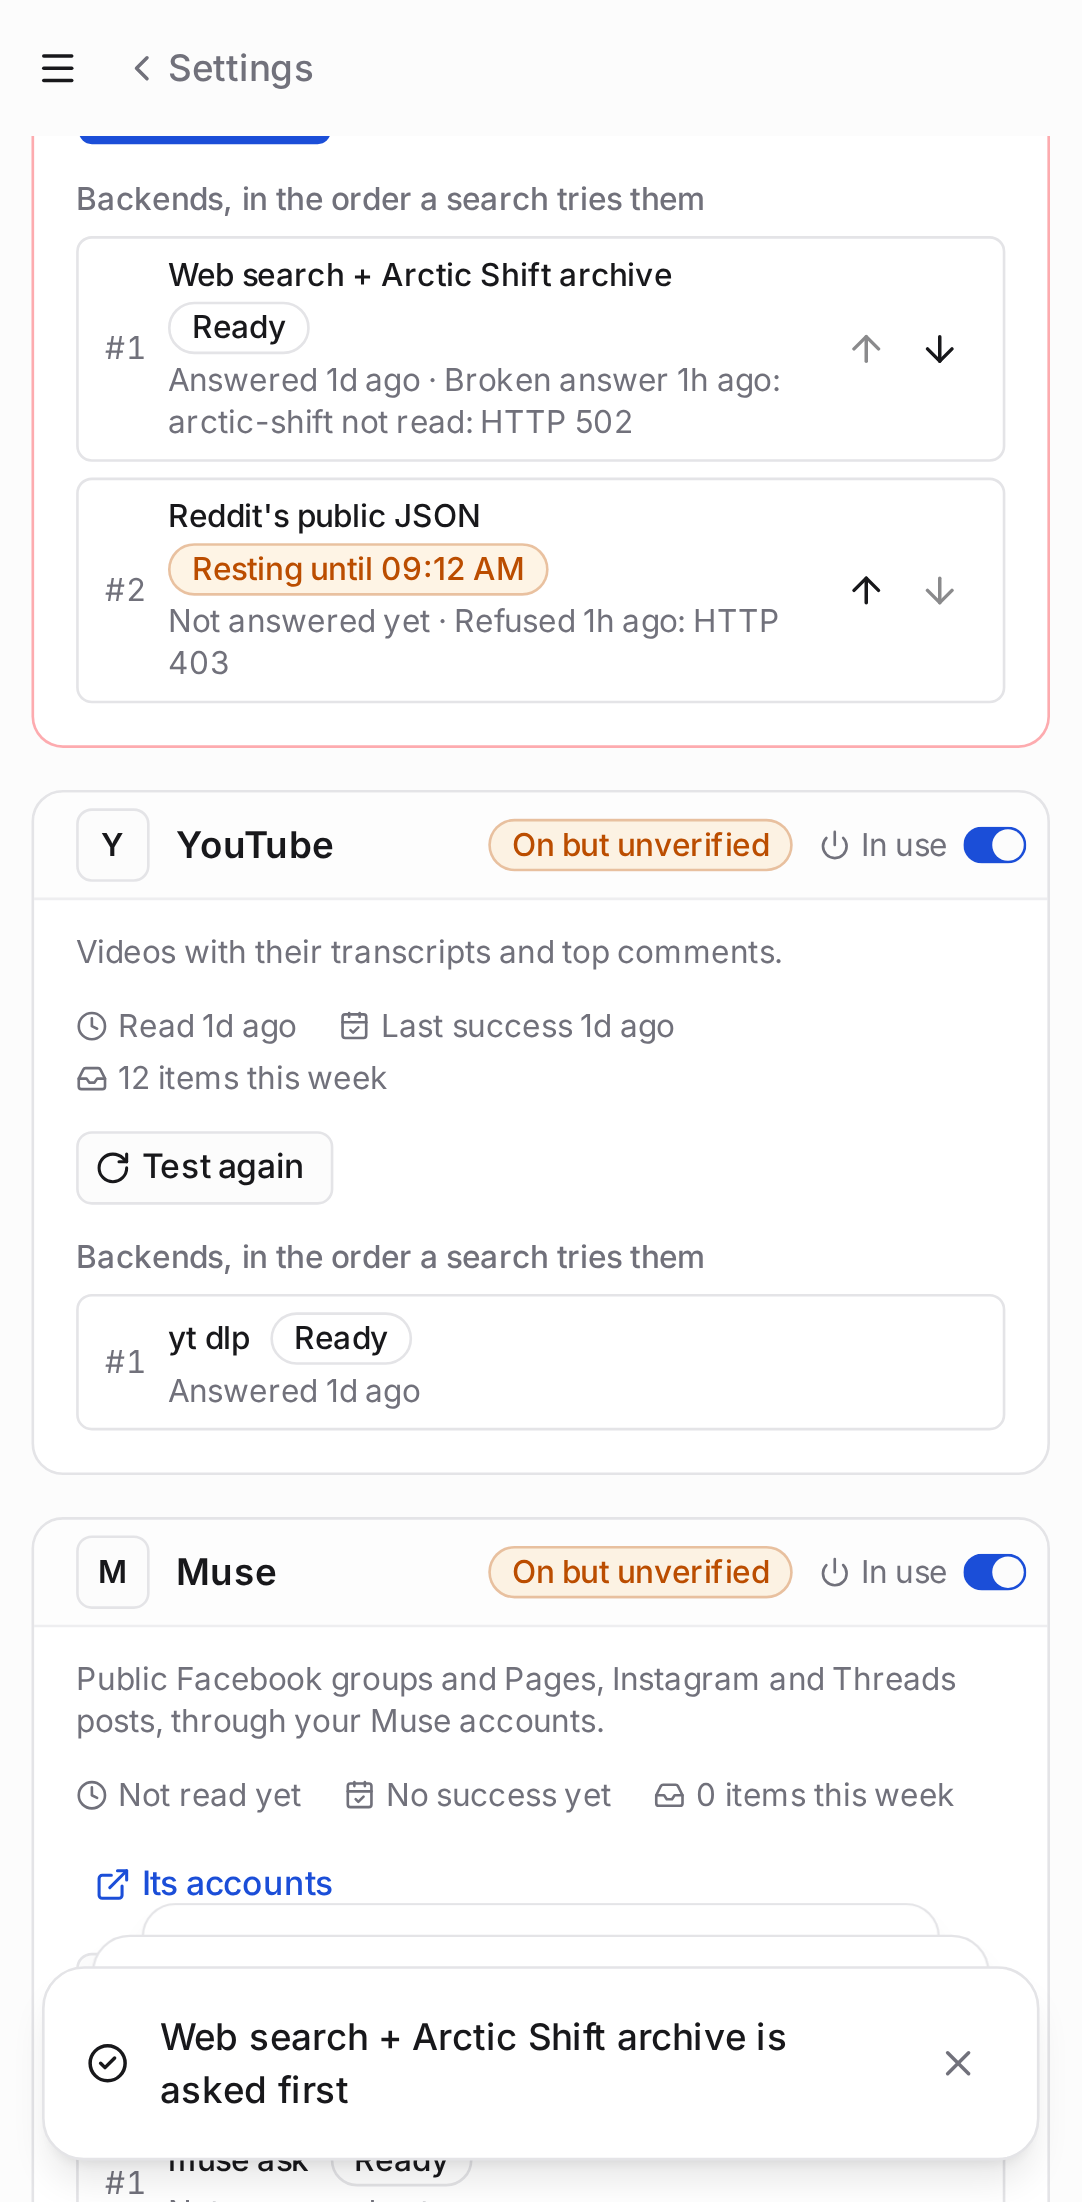 Settings
Backends, in the order a search tries them
Web search + Arctic Shift archive
Ready
#1
Answered 1d ago · Broken answer 1h ago:
arctic-shift not read: HTTP 502
Reddit's public JSON
Resting until 09:12 AM
#2
Not answered yet · Refused 1h ago: HTTP
403
Y YouTube On but unverified In use
Videos with their transcripts and top comments.
Read 1d ago Last success 1d ago
12 items this week
Test again
Backends, in the order a search tries them
yt dlp Ready
#1
Answered 1d ago
M Muse On but unverified In use
Public Facebook groups and Pages, Instagram and Threads
posts, through your Muse accounts.
Not read yet No success yet 0 items this week
Its accounts
Web search + Arctic Shift archive is
asked first
muse ask Ready
#1